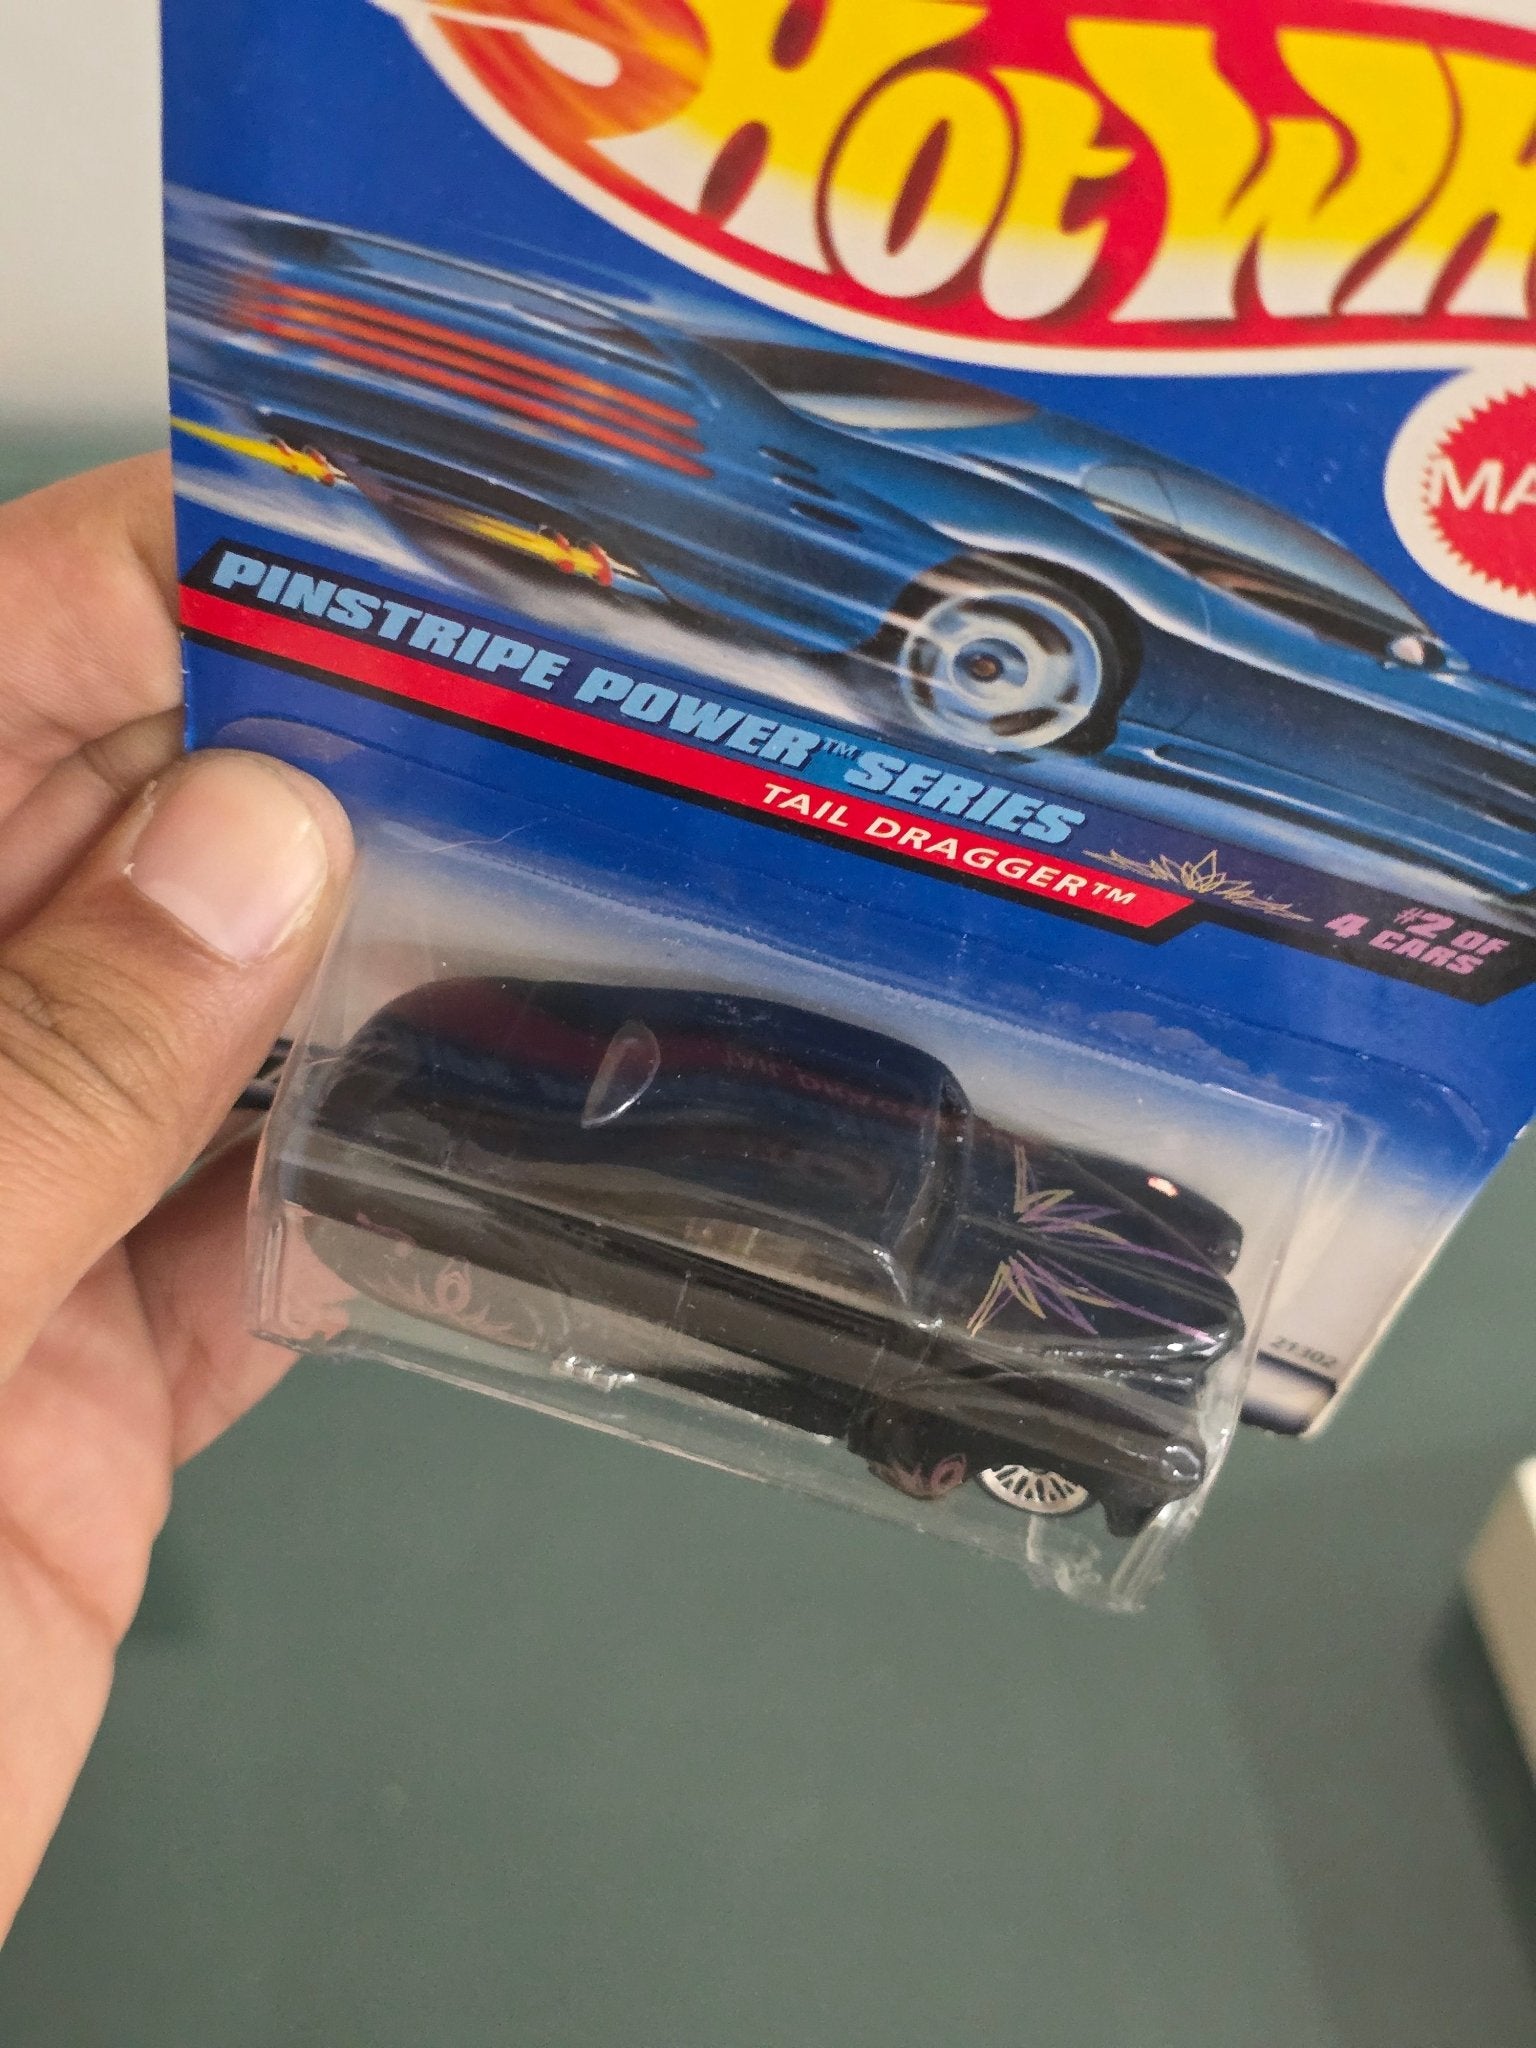 HOT WH
MA
PINSTRIPE POWER™ SERIES
TAIL DRAGGER™
#2 OF
4 CARS
21302